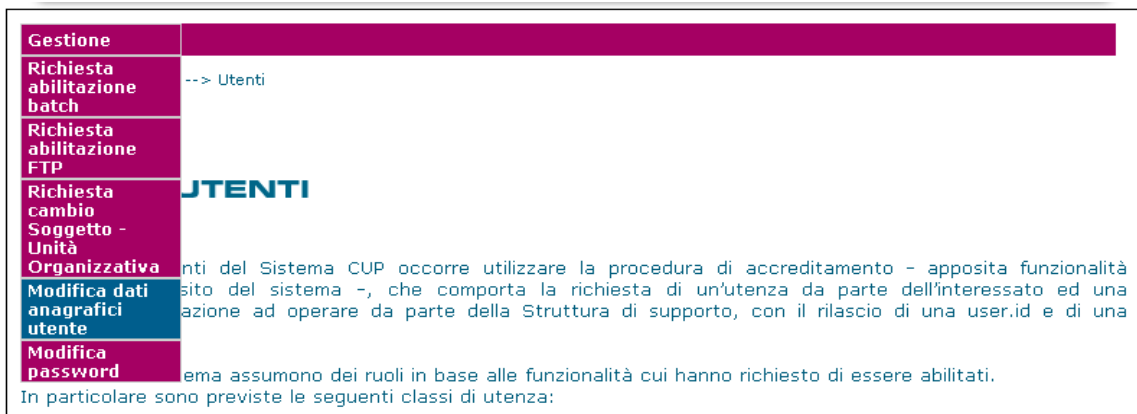 Gestione
Richiesta
abilitazione
batch
--> Utenti
Richiesta
abilitazione
FTP
Richiesta
cambio
Soggetto -
Unità
Organizzativa
UTENTI
Modifica dati
anagrafici
utente
Modifica
password
nti del Sistema CUP occorre utilizzare la procedura di accreditamento – apposita funzionalità
sito del sistema –, che comporta la richiesta di un'utenza da parte dell'interessato ed una
azione ad operare da parte della Struttura di supporto, con il rilascio di una user.id e di una
ema assumono dei ruoli in base alle funzionalità cui hanno richiesto di essere abilitati.
In particolare sono previste le seguenti classi di utenza: